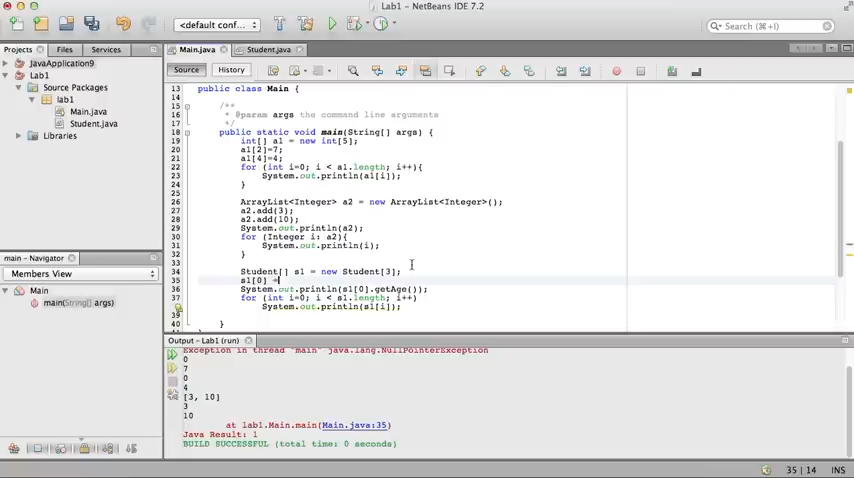 Lab1 – NetBeans IDE 7.2
<default conf...
Search (⌘+I)
Projects
Files
Services
Main.java
Student.java
JavaApplication9
Lab1
Source Packages
lab1
Main.java
Student.java
Libraries
Source
History
13 public class Main {
14
15 /**
16 * @param args the command line arguments
17 */
18 public static void main(String[] args) {
19 int[] a1 = new int[5];
20 a1[2]=7;
21 a1[4]=4;
22 for (int i=0; i < a1.length; i++){
23 System.out.println(a1[i]);
24 }
25
26 ArrayList<Integer> a2 = new ArrayList<Integer>();
27 a2.add(3);
28 a2.add(10);
29 System.out.println(a2);
30 for (Integer i: a2){
31 System.out.println(i);
32 }
33
34 Student[] s1 = new Student[3];
35 s1[0] =
36 System.out.println(s1[0].getAge());
37 for (int i=0; i < s1.length; i++)
System.out.println(s1[i]);
39
40 }
main – Navigator
Members View
Main
main(String[] args)
Output – Lab1 (run)
Exception in thread "main" java.lang.NullPointerException
0
7
0
4
[3, 10]
3
10
at lab1.Main.main(Main.java:35)
Java Result: 1
BUILD SUCCESSFUL (total time: 0 seconds)
35 | 14
INS